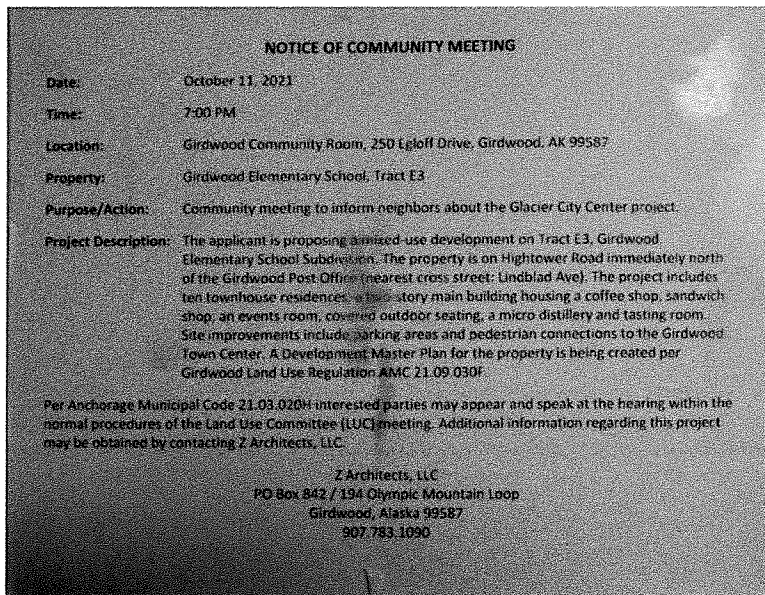 NOTICE OF COMMUNITY MEETING
Date: October 11, 2021
Time: 7:00 PM
Location: Girdwood Community Room, 250 Egloff Drive, Girdwood, AK 99587
Property: Girdwood Elementary School, Tract E3
Purpose/Action: Community meeting to inform neighbors about the Glacier City Center project.
Project Description: The applicant is proposing a mixed-use development on Tract E3, Girdwood
Elementary School Subdivision. The property is on Hightower Road immediately north
of the Girdwood Post Office (nearest cross street: Lindblad Ave). The project includes
ten townhouse residences, a two-story main building housing a coffee shop, sandwich
shop, an events room, covered outdoor seating, a micro distillery and tasting room.
Site improvements include parking areas and pedestrian connections to the Girdwood
Town Center. A Development Master Plan for the property is being created per
Girdwood Land Use Regulation AMC 21.09.030F.
Per Anchorage Municipal Code 21.03.020H interested parties may appear and speak at the hearing within the
normal procedures of the Land Use Committee (LUC) meeting. Additional information regarding this project
may be obtained by contacting Z Architects, LLC.
Z Architects, LLC
PO Box 842 / 194 Olympic Mountain Loop
Girdwood, Alaska 99587
907.783.1090